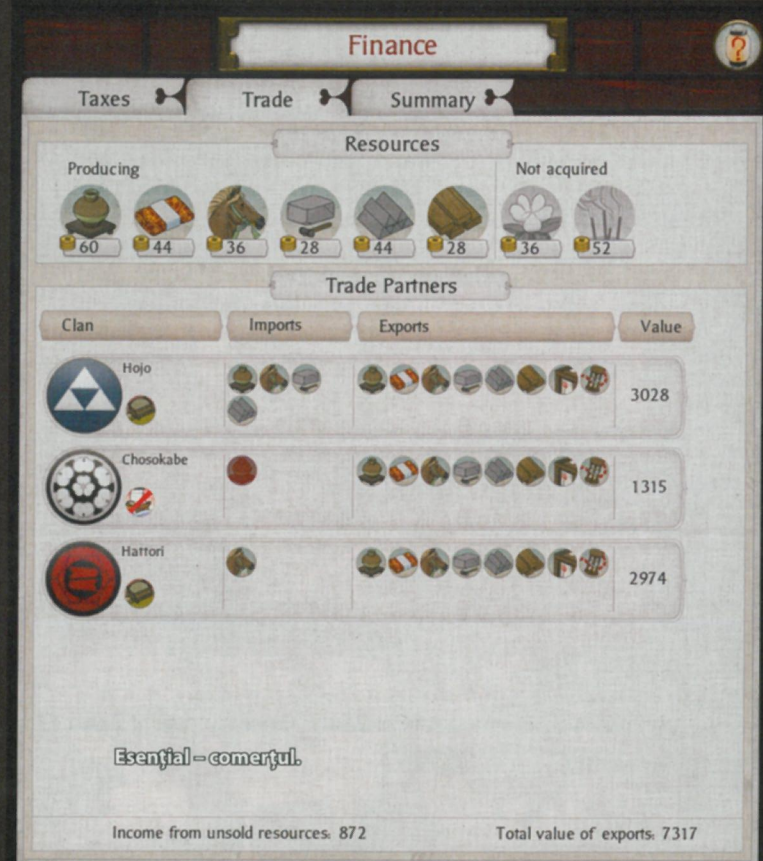 Finance
?
Taxes
Trade
Summary
Resources
Producing
Not acquired
60
44
36
28
44
28
36
52
Trade Partners
Clan
Imports
Exports
Value
Hojo
3028
Chosokabe
1315
Hattori
2974
Esenţial – comerţul.
Income from unsold resources: 872
Total value of exports: 7317